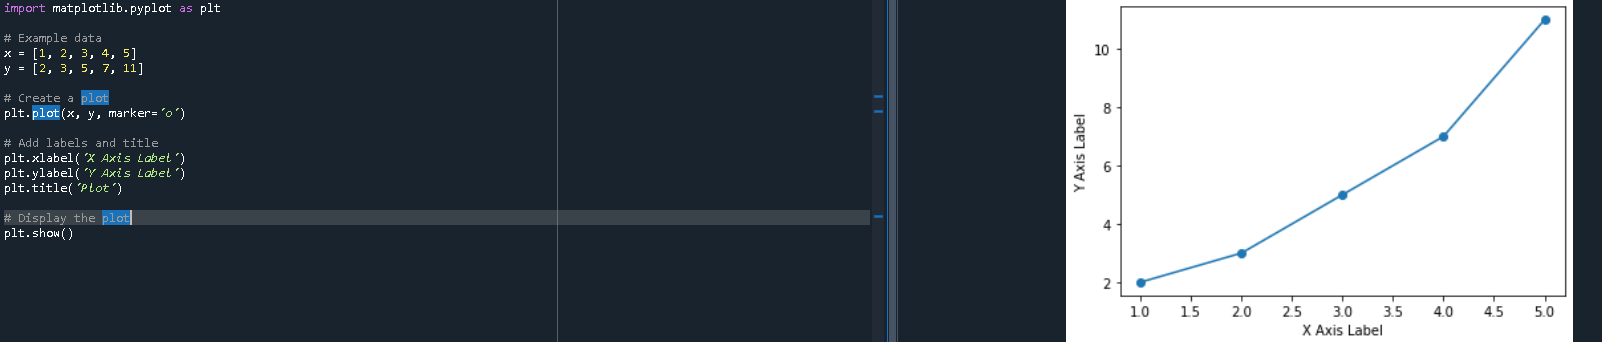 import matplotlib.pyplot as plt
# Example data
x = [1, 2, 3, 4, 5]
y = [2, 3, 5, 7, 11]
# Create a plot
plt.plot(x, y, marker='o')
# Add labels and title
plt.xlabel('X Axis Label')
plt.ylabel('Y Axis Label')
plt.title('Plot')
# Display the plot
plt.show()
Y Axis Label
10
8
6
4
2
1.0 1.5 2.0 2.5 3.0 3.5 4.0 4.5 5.0
X Axis Label